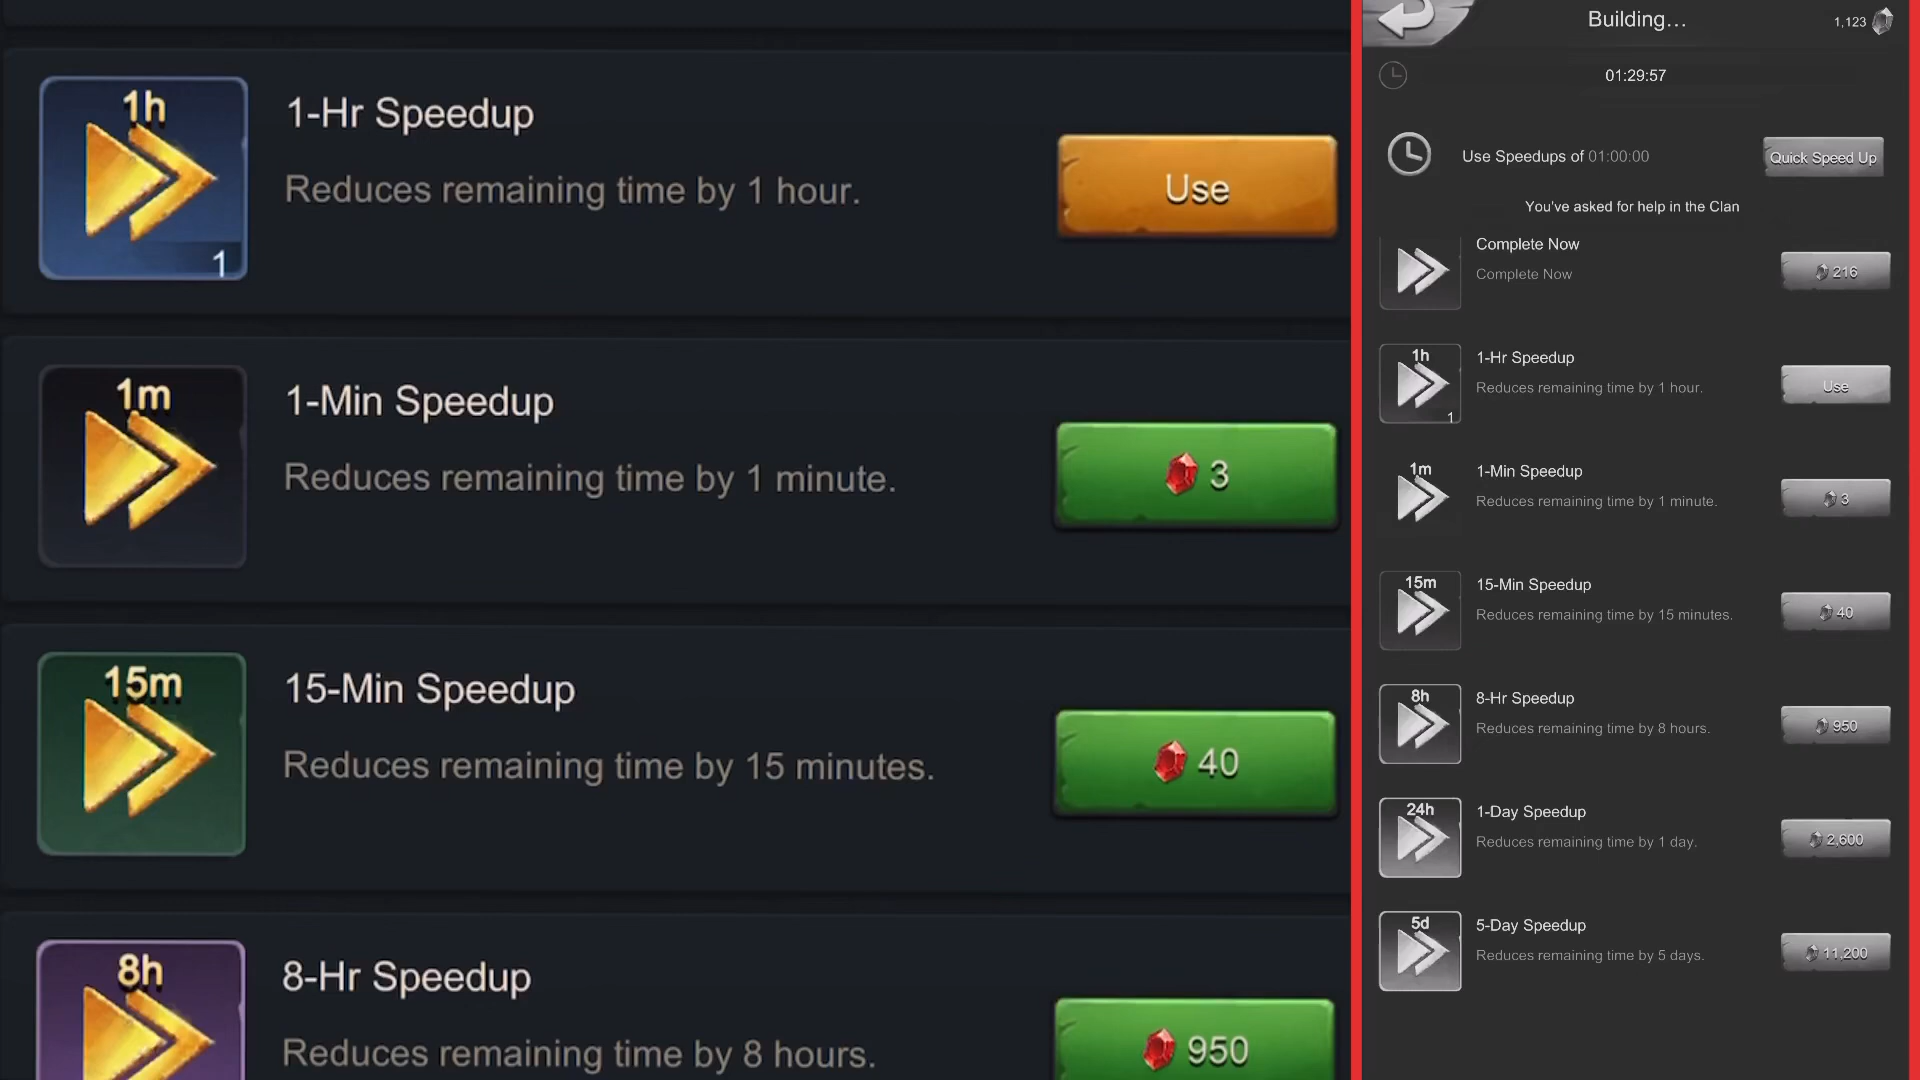 1h
1
1-Hr Speedup
Reduces remaining time by 1 hour.
Use
1m
1-Min Speedup
Reduces remaining time by 1 minute.
3
15m
15-Min Speedup
Reduces remaining time by 15 minutes.
40
8h
8-Hr Speedup
Reduces remaining time by 8 hours.
950
Building...
1,123
01:29:57
Use Speedups of 01:00:00
Quick Speed Up
You've asked for help in the Clan
Complete Now
Complete Now
216
1h
1
1-Hr Speedup
Reduces remaining time by 1 hour.
Use
1m
1-Min Speedup
Reduces remaining time by 1 minute.
3
15m
15-Min Speedup
Reduces remaining time by 15 minutes.
40
8h
8-Hr Speedup
Reduces remaining time by 8 hours.
950
24h
1-Day Speedup
Reduces remaining time by 1 day.
2,600
5d
5-Day Speedup
Reduces remaining time by 5 days.
11,200